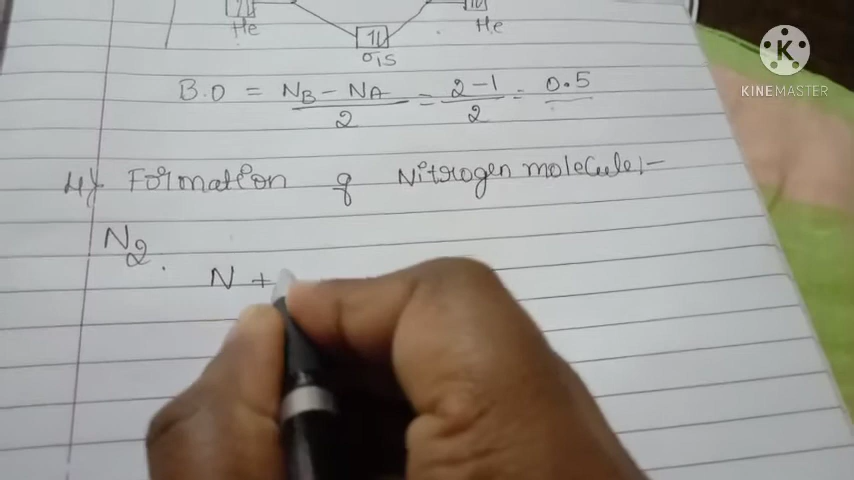 He
He
σ1s
KINEMASTER
B.O = NB - NA / 2 = 2-1 / 2 = 0.5
4) Formation of Nitrogen molecule:-
N2.
N +